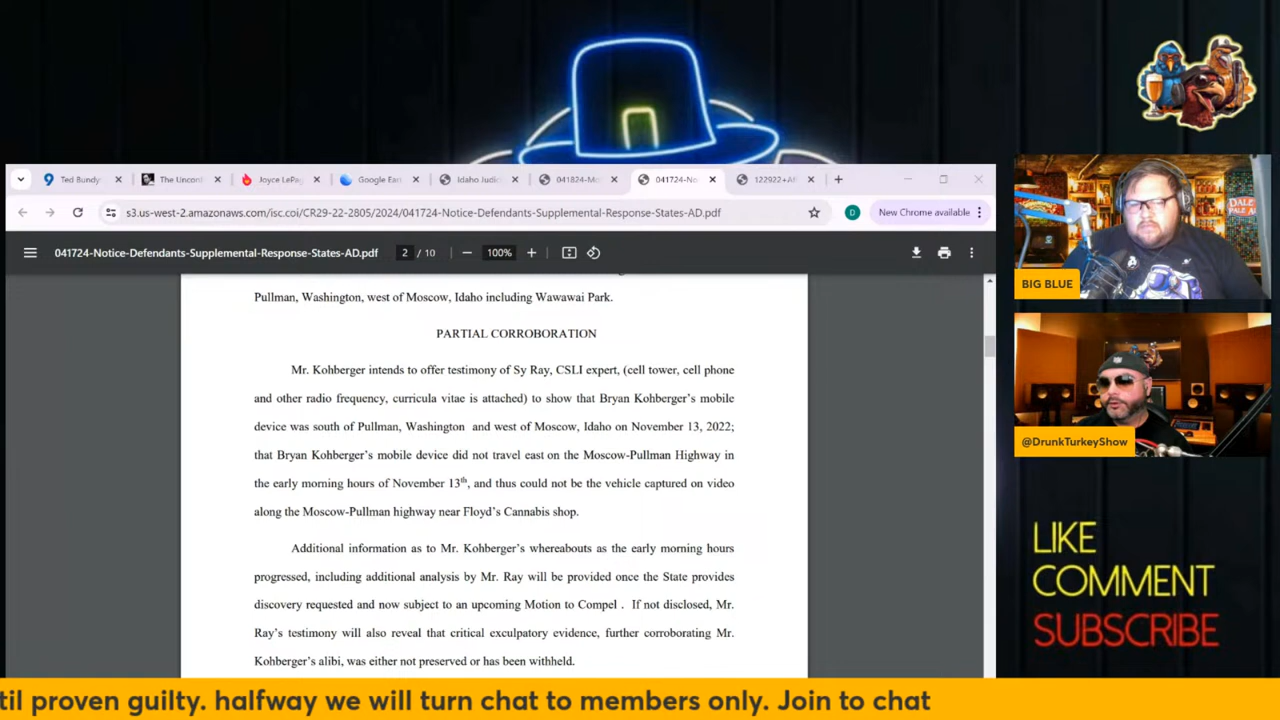 Ted Bundy
The Uncon
Joyce LePa
Google Ear
Idaho Judic
041824-Mo
041724-No
122922+A
s3.us-west-2.amazonaws.com/isc.coi/CR29-22-2805/2024/041724-Notice-Defendants-Supplemental-Response-States-AD.pdf
D
New Chrome available
041724-Notice-Defendants-Supplemental-Response-States-AD.pdf
2 / 10
100%
Pullman, Washington, west of Moscow, Idaho including Wawawai Park.
PARTIAL CORROBORATION
Mr. Kohberger intends to offer testimony of Sy Ray, CSLI expert, (cell tower, cell phone
and other radio frequency, curricula vitae is attached) to show that Bryan Kohberger's mobile
device was south of Pullman, Washington and west of Moscow, Idaho on November 13, 2022;
that Bryan Kohberger's mobile device did not travel east on the Moscow-Pullman Highway in
the early morning hours of November 13th, and thus could not be the vehicle captured on video
along the Moscow-Pullman highway near Floyd's Cannabis shop.
Additional information as to Mr. Kohberger's whereabouts as the early morning hours
progressed, including additional analysis by Mr. Ray will be provided once the State provides
discovery requested and now subject to an upcoming Motion to Compel . If not disclosed, Mr.
Ray's testimony will also reveal that critical exculpatory evidence, further corroborating Mr.
Kohberger's alibi, was either not preserved or has been withheld.
DALE
PALE A
BIG BLUE
@DrunkTurkeyShow
LIKE
COMMENT
SUBSCRIBE
til proven guilty. halfway we will turn chat to members only. Join to chat